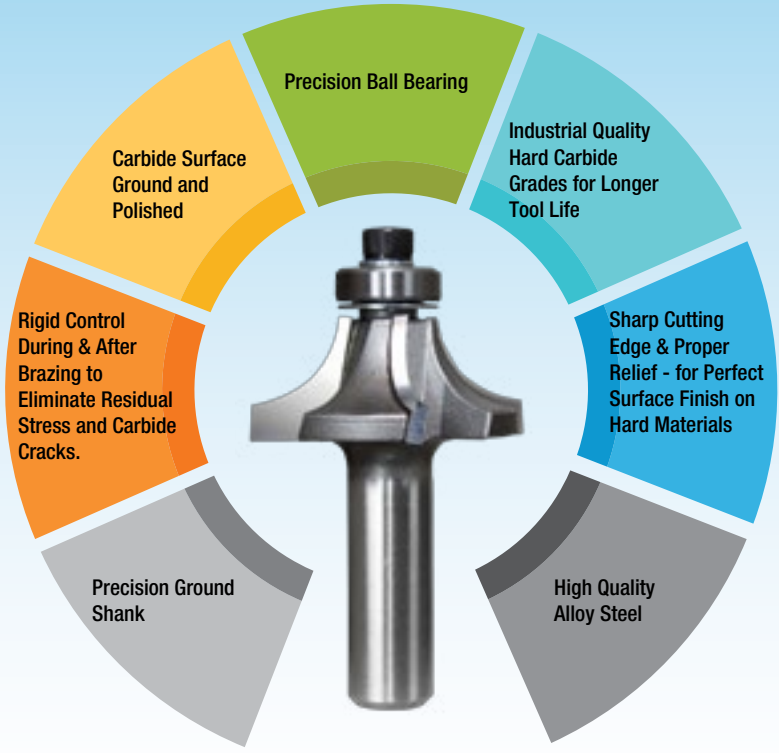 Precision Ball Bearing
Industrial Quality
Hard Carbide
Grades for Longer
Tool Life
Carbide Surface
Ground and
Polished
Rigid Control
During & After
Brazing to
Eliminate Residual
Stress and Carbide
Cracks.
Sharp Cutting
Edge & Proper
Relief - for Perfect
Surface Finish on
Hard Materials
Precision Ground
Shank
High Quality
Alloy Steel